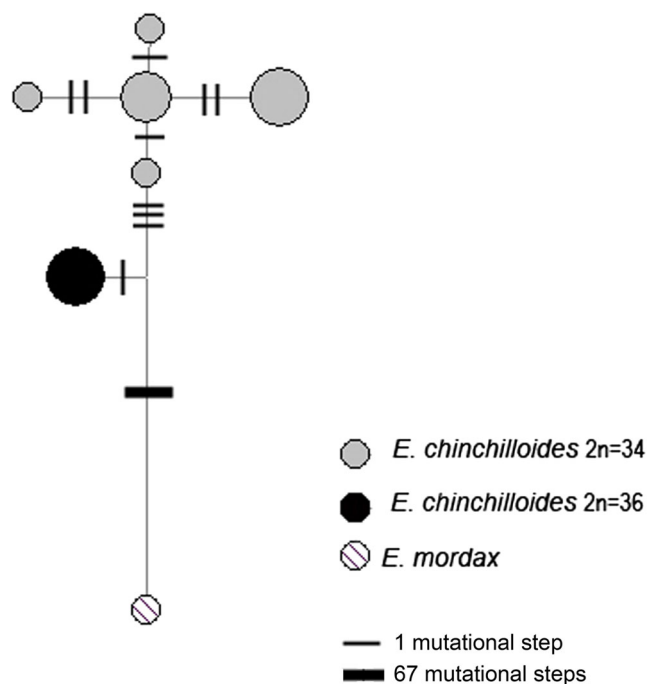 E. chinchilloides 2n=34
E. chinchilloides 2n=36
E. mordax
1 mutational step
67 mutational steps